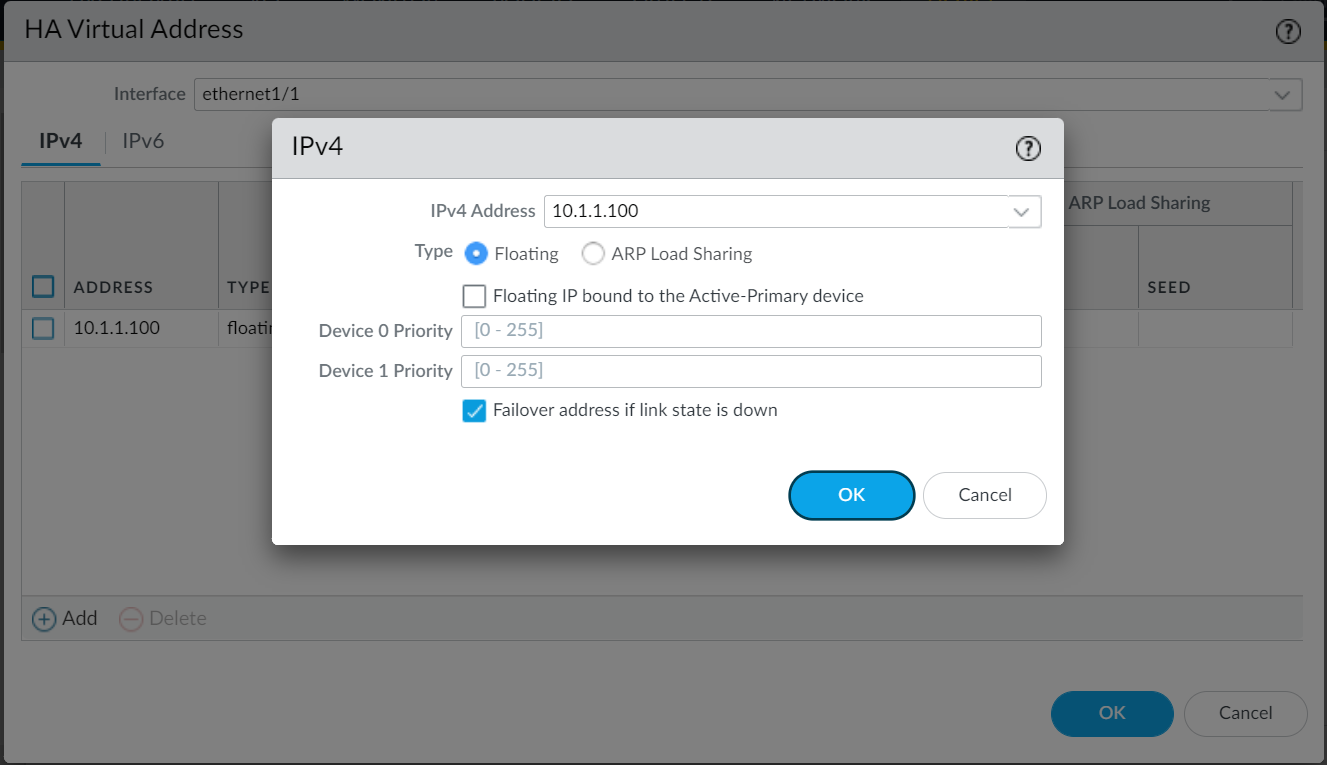 HA Virtual Address
Interface ethernet1/1
IPv4 IPv6
IPv4
IPv4 Address 10.1.1.100
Type Floating ARP Load Sharing
Floating IP bound to the Active-Primary device
Device 0 Priority [0 - 255]
Device 1 Priority [0 - 255]
Failover address if link state is down
OK Cancel
ARP Load Sharing
ADDRESS TYPE SEED
10.1.1.100
Add Delete
OK Cancel